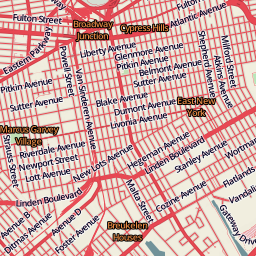 Fulton Street
Broadway
Junction
Cypress Hills
Atlantic Avenue
Liberty Avenue
Glenmore Avenue
Pitkin Avenue
Belmont Avenue
Sutter Avenue
Eastern Parkway
Powell Street
Van Sinderen Avenue
Shepherd Avenue
Milford Street
Atkins Avenue
Pitkin Avenue
Sutter Avenue
Blake Avenue
Dumont Avenue
Livonia Avenue
East New
York
Marcus Garvey
Village
Strauss Street
Riverdale Avenue
Newport Street
Lott Avenue
New Lots Avenue
Hegeman Avenue
Linden Boulevard
Stanley Avenue
Wortman
Linden Boulevard
Malta Street
Cozine Avenue
Flatlands
Vandali
Gateway Drive
Avenue B
Ditmas Avenue
Avenue D
Foster Avenue
Breukelen
Houses